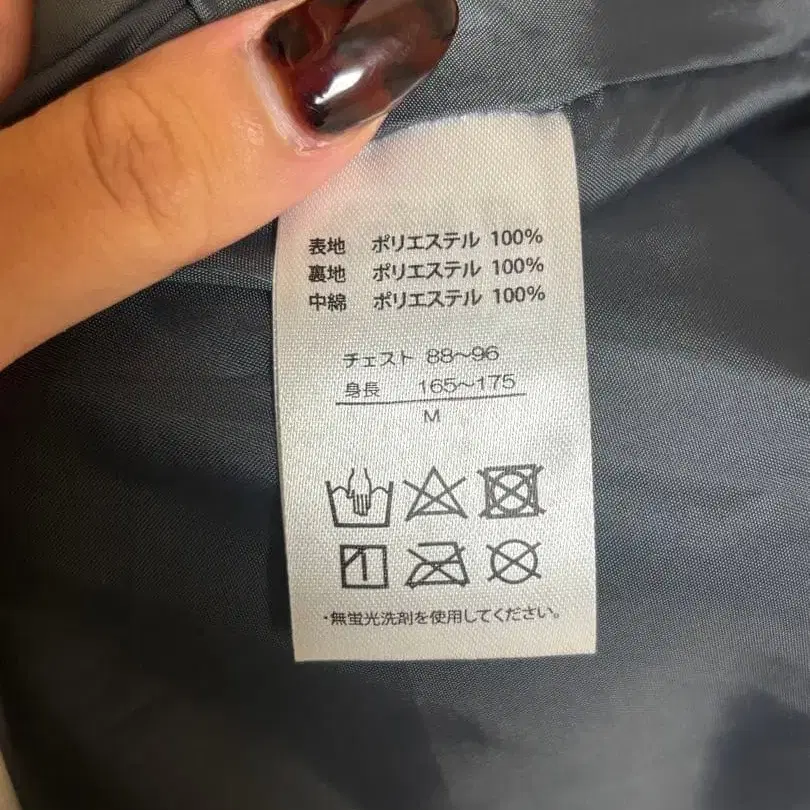 表地 ポリエステル 100%
裏地 ポリエステル 100%
中綿 ポリエステル 100%
チェスト 88～96
身長 165～175
M
・無蛍光洗剤を使用してください。